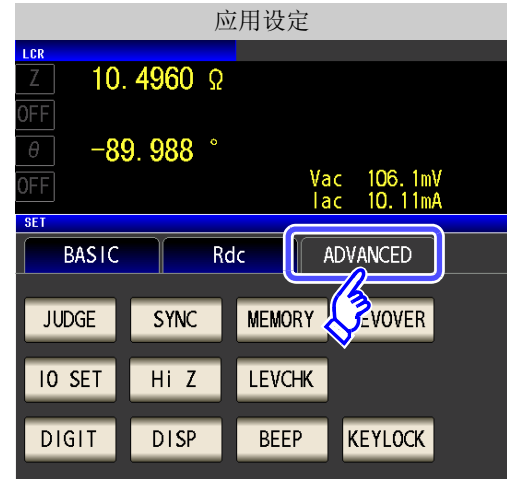 应用设定
LCR
Z 10.4960 Ω
OFF
θ -89.988 °
OFF
Vac 106.1mV
Iac 10.11mA
SET
BASIC Rdc ADVANCED
JUDGE SYNC MEMORY VOVER
IO SET Hi Z LEVCHK
DIGIT DISP BEEP KEYLOCK